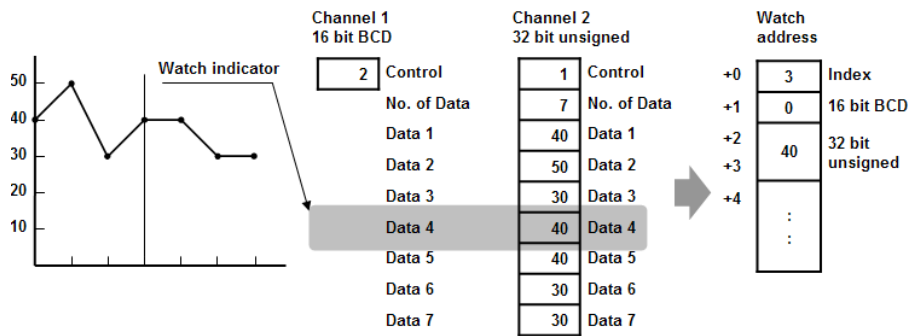 Channel 1
16 bit BCD
Channel 2
32 bit unsigned
Watch
address
50
40
30
20
10
Watch indicator
2 Control
No. of Data
Data 1
Data 2
Data 3
Data 4
Data 5
Data 6
Data 7
1 Control
7 No. of Data
40 Data 1
50 Data 2
30 Data 3
40 Data 4
40 Data 5
30 Data 6
30 Data 7
+0 3 Index
+1 0 16 bit BCD
+2
+3
40
32 bit
unsigned
+4
:
: